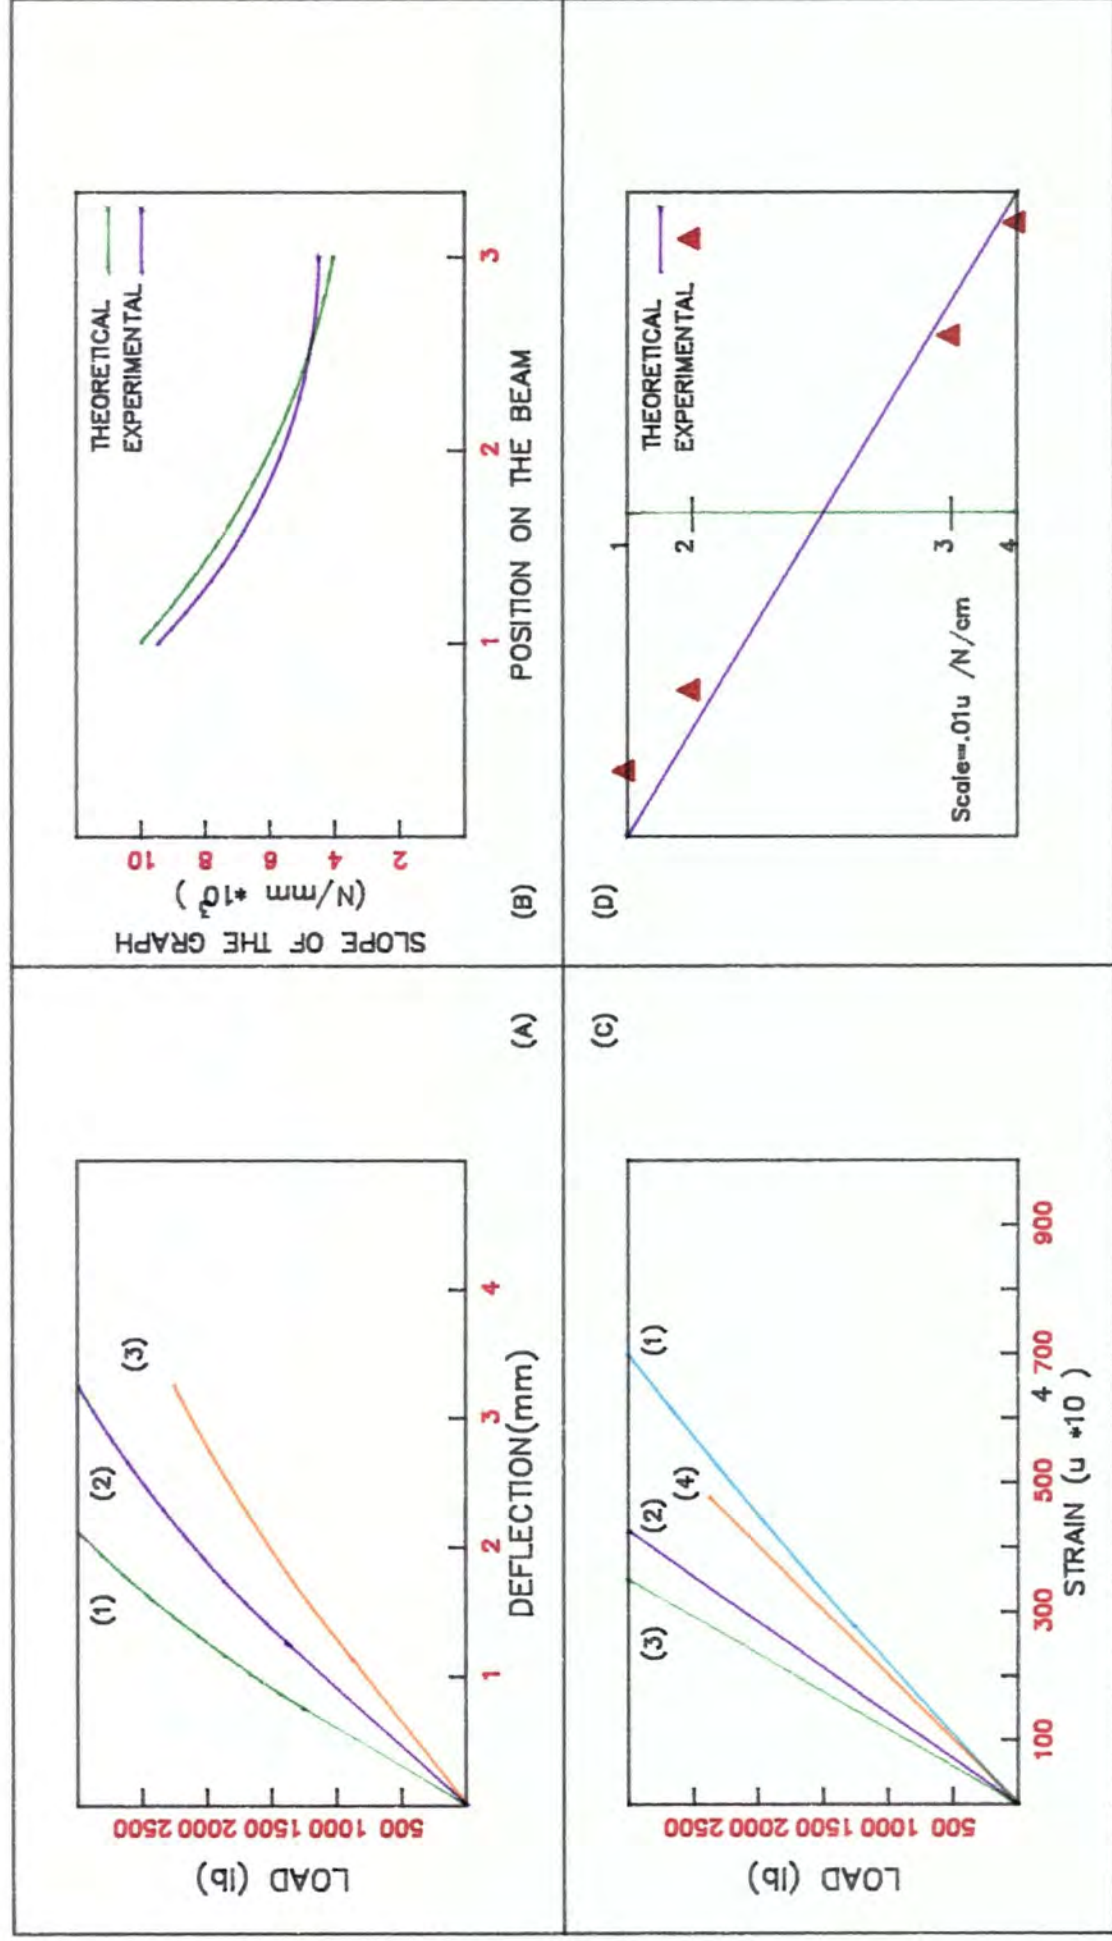 LOAD (lb)
2500
2000
1500
1000
500
(1)
(2)
(3)
1
2
3
4
DEFLECTION(mm)
(A)
SLOPE OF THE GRAPH
(N/mm *10³)
10
8
6
4
2
THEORETICAL
EXPERIMENTAL
1
2
3
POSITION ON THE BEAM
(B)
(C)
LOAD (lb)
2500
2000
1500
1000
500
(3)
(2)
(4)
(1)
100
300
500
700
900
STRAIN (u *10⁴)
(D)
THEORETICAL
EXPERIMENTAL
1
2
3
4
Scale=.01u /N/cm